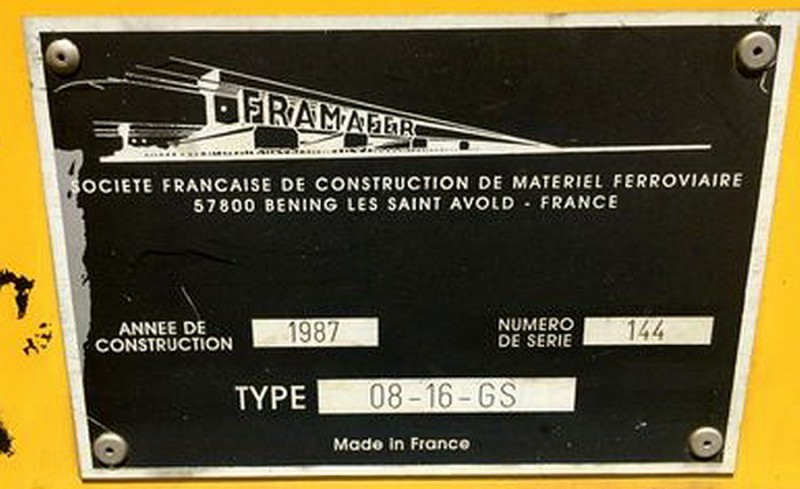 FRAMAFER
SOCIETE FRANCAISE DE CONSTRUCTION DE MATERIEL FERROVIAIRE
57800 BENING LES SAINT AVOLD - FRANCE
ANNEE DE CONSTRUCTION 1987
NUMERO DE SERIE 144
TYPE 08-16-GS
Made in France